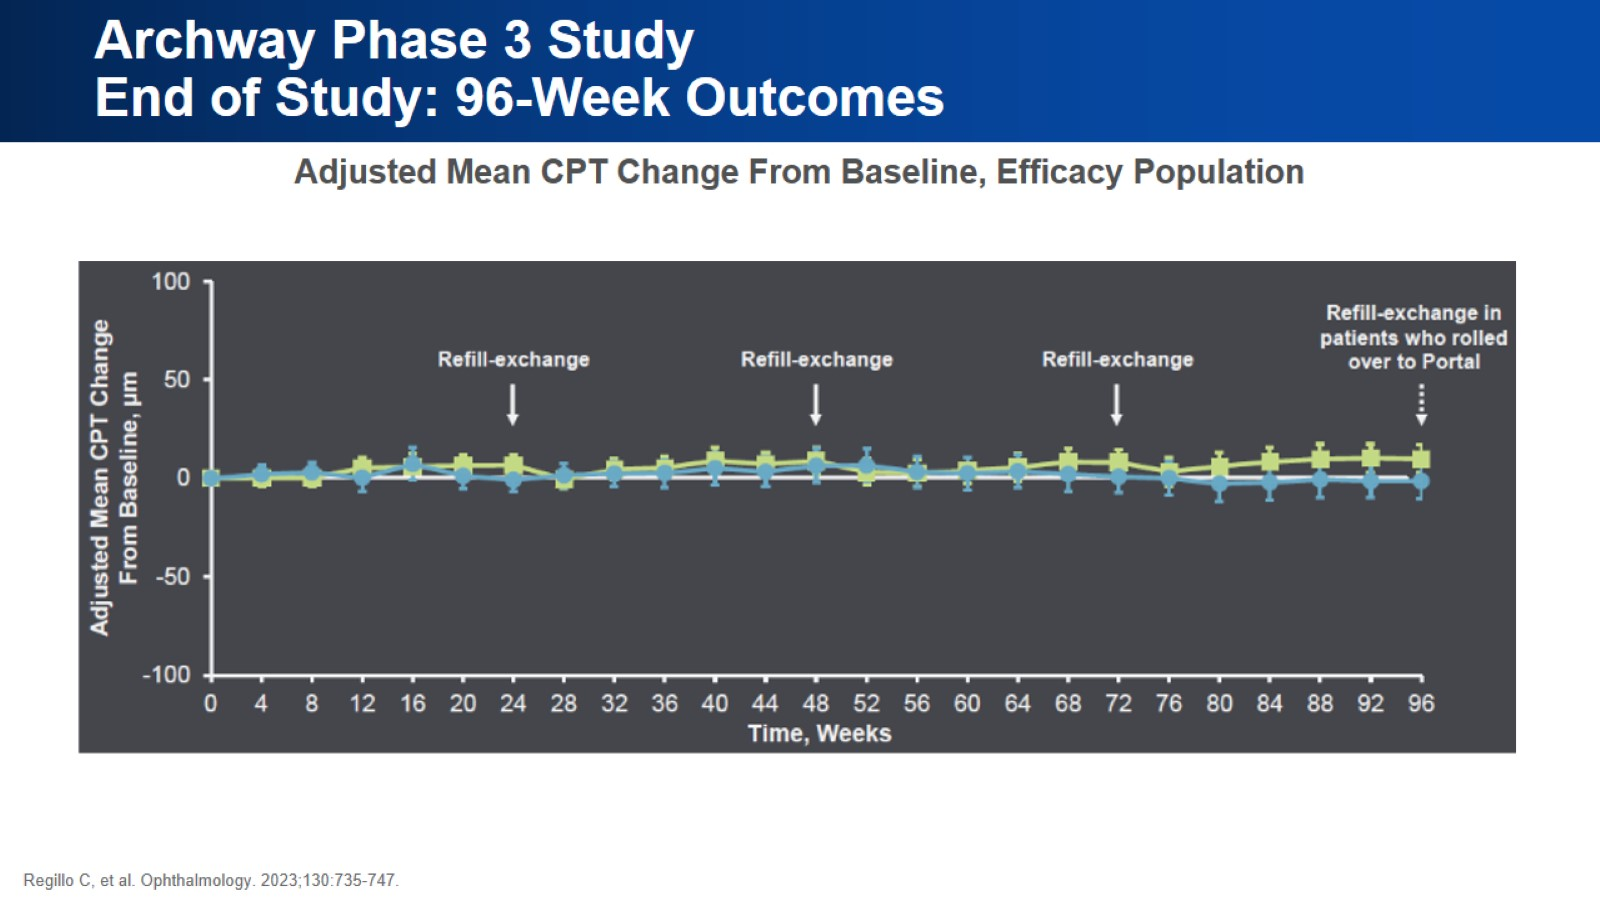 Archway Phase 3 Study
End of Study: 96-Week Outcomes
Adjusted Mean CPT Change From Baseline, Efficacy Population
Adjusted Mean CPT Change
From Baseline, µm
100
50
0
-50
-100
Refill-exchange
Refill-exchange
Refill-exchange
Refill-exchange in
patients who rolled
over to Portal
0 4 8 12 16 20 24 28 32 36 40 44 48 52 56 60 64 68 72 76 80 84 88 92 96
Time, Weeks
Regillo C, et al. Ophthalmology. 2023;130:735-747.